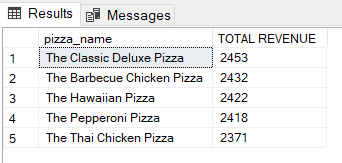 Results Messages
pizza_name TOTAL REVENUE
1 The Classic Deluxe Pizza 2453
2 The Barbecue Chicken Pizza 2432
3 The Hawaiian Pizza 2422
4 The Pepperoni Pizza 2418
5 The Thai Chicken Pizza 2371